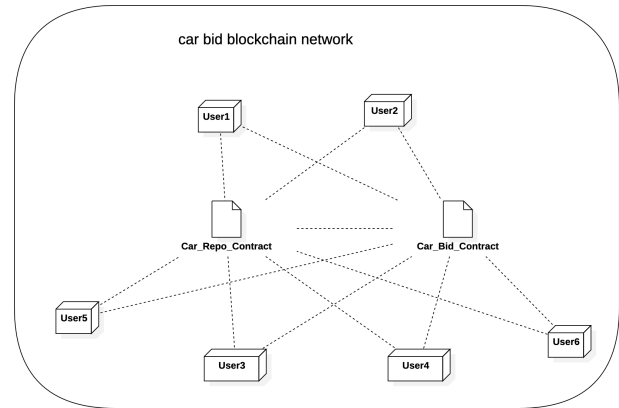 car bid blockchain network
User1
User2
Car_Repo_Contract
Car_Bid_Contract
User5
User6
User3
User4